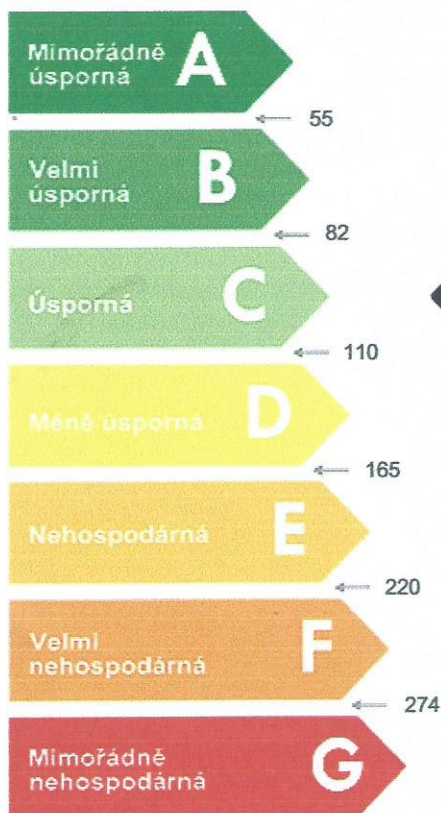 Mimořádně
úsporná
A
55
Velmi
úsporná
B
82
Úsporná
C
110
Méně úsporná
D
165
Nehospodárná
E
220
Velmi
nehospodárná
F
274
Mimořádně
nehospodárná
G